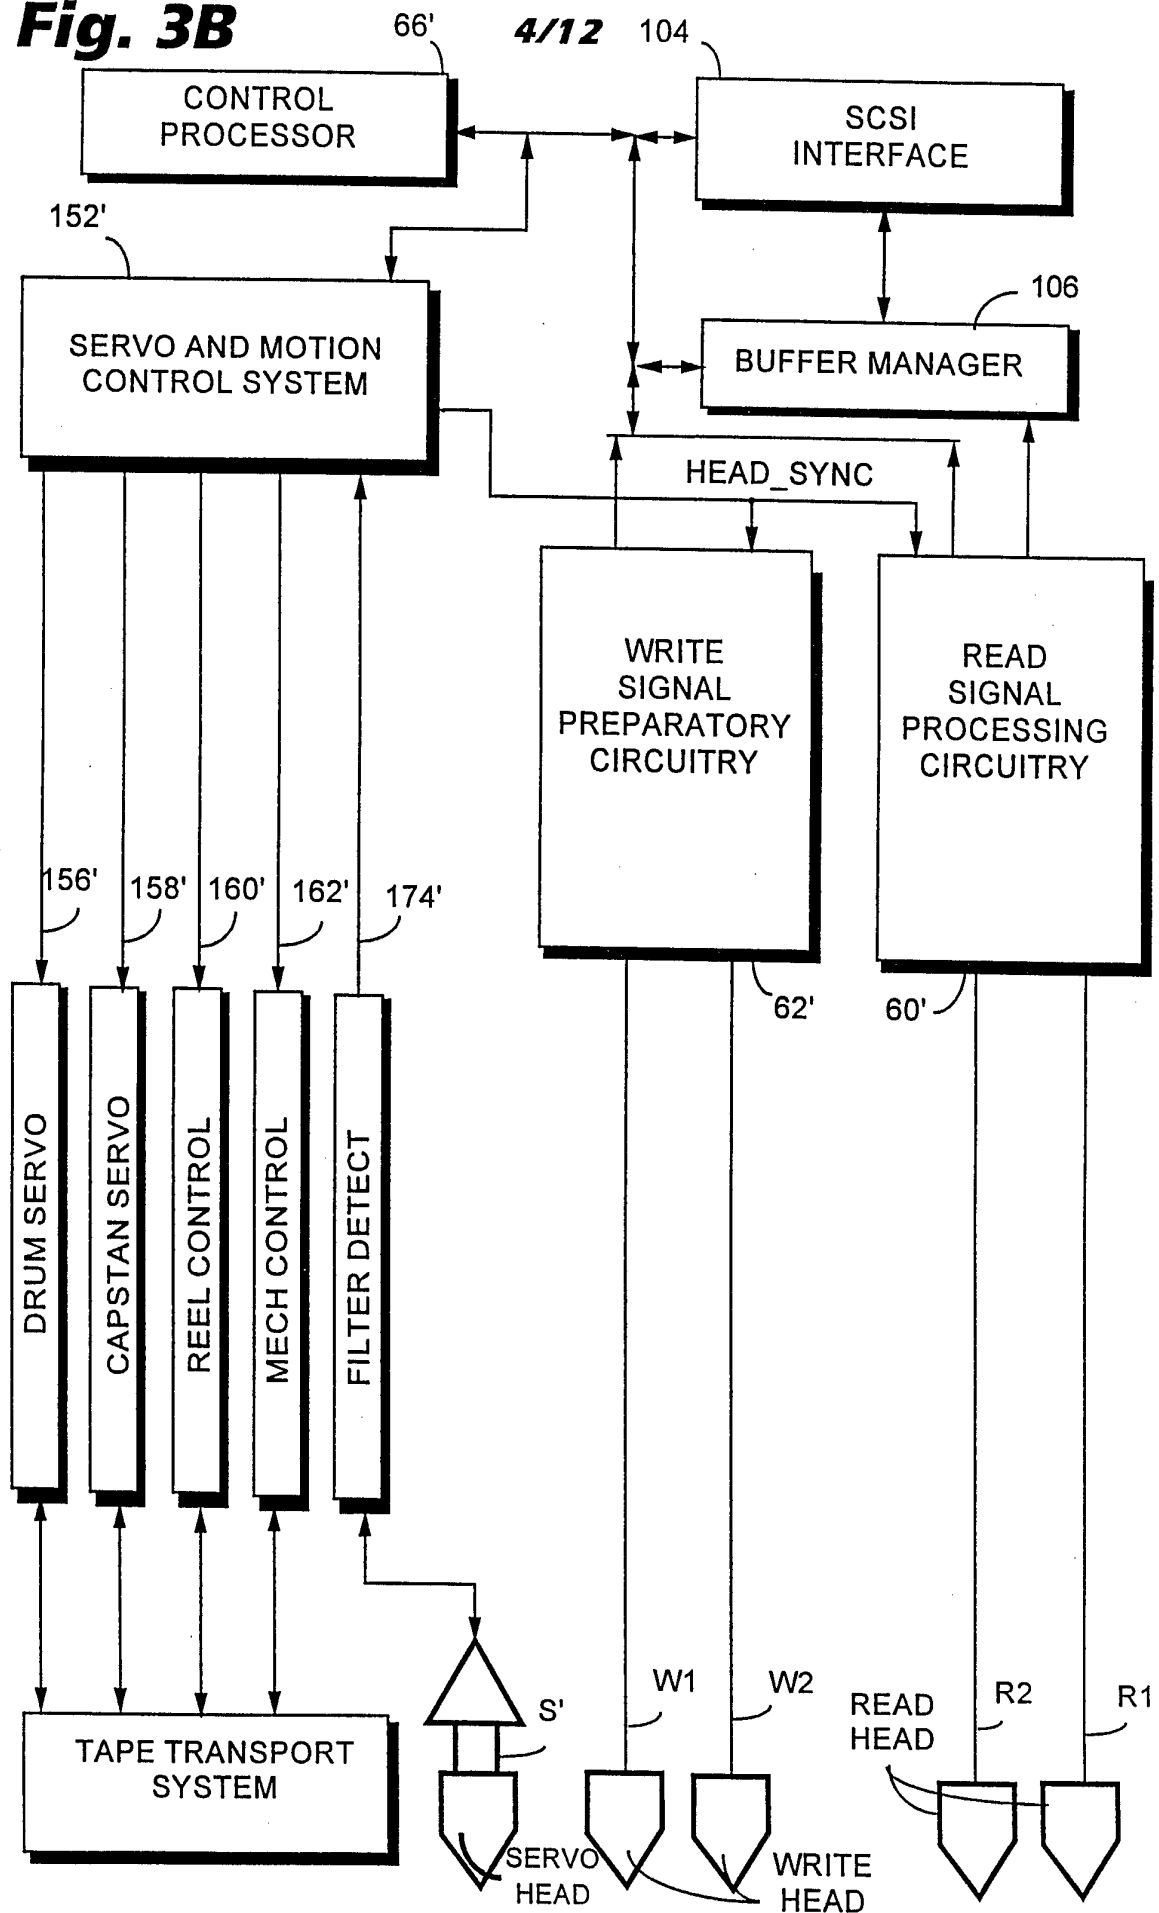 Fig. 3B
4/12
66'
104
CONTROL
PROCESSOR
SCSI
INTERFACE
152'
106
SERVO AND MOTION
CONTROL SYSTEM
BUFFER MANAGER
HEAD_SYNC
WRITE
SIGNAL
PREPARATORY
CIRCUITRY
READ
SIGNAL
PROCESSING
CIRCUITRY
156'
158'
160'
162'
174'
62'
60'
DRUM SERVO
CAPSTAN SERVO
REEL CONTROL
MECH CONTROL
FILTER DETECT
S'
W1
W2
READ
HEAD
R2
R1
TAPE TRANSPORT
SYSTEM
SERVO
HEAD
WRITE
HEAD